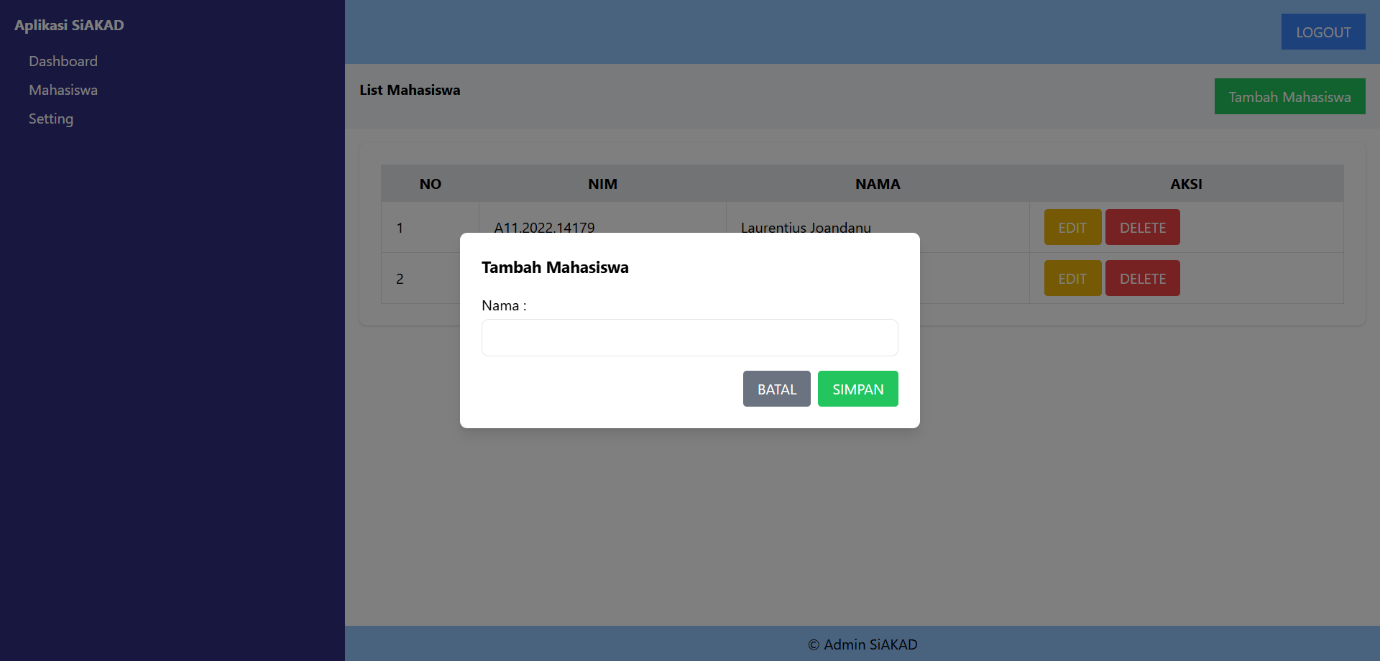 Aplikasi SiAKAD
Dashboard
Mahasiswa
Setting
LOGOUT
List Mahasiswa
Tambah Mahasiswa
NO NIM NAMA AKSI
1 A11.2022.14179 Laurentius Joandanu EDIT DELETE
2 EDIT DELETE
Tambah Mahasiswa
Nama :
BATAL SIMPAN
© Admin SiAKAD